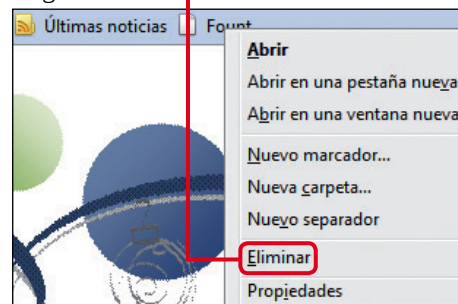 Últimas noticias Fount
Abrir
Abrir en una pestaña nueva
Abrir en una ventana nueva
Nuevo marcador...
Nueva carpeta...
Nuevo separador
Eliminar
Propiedades